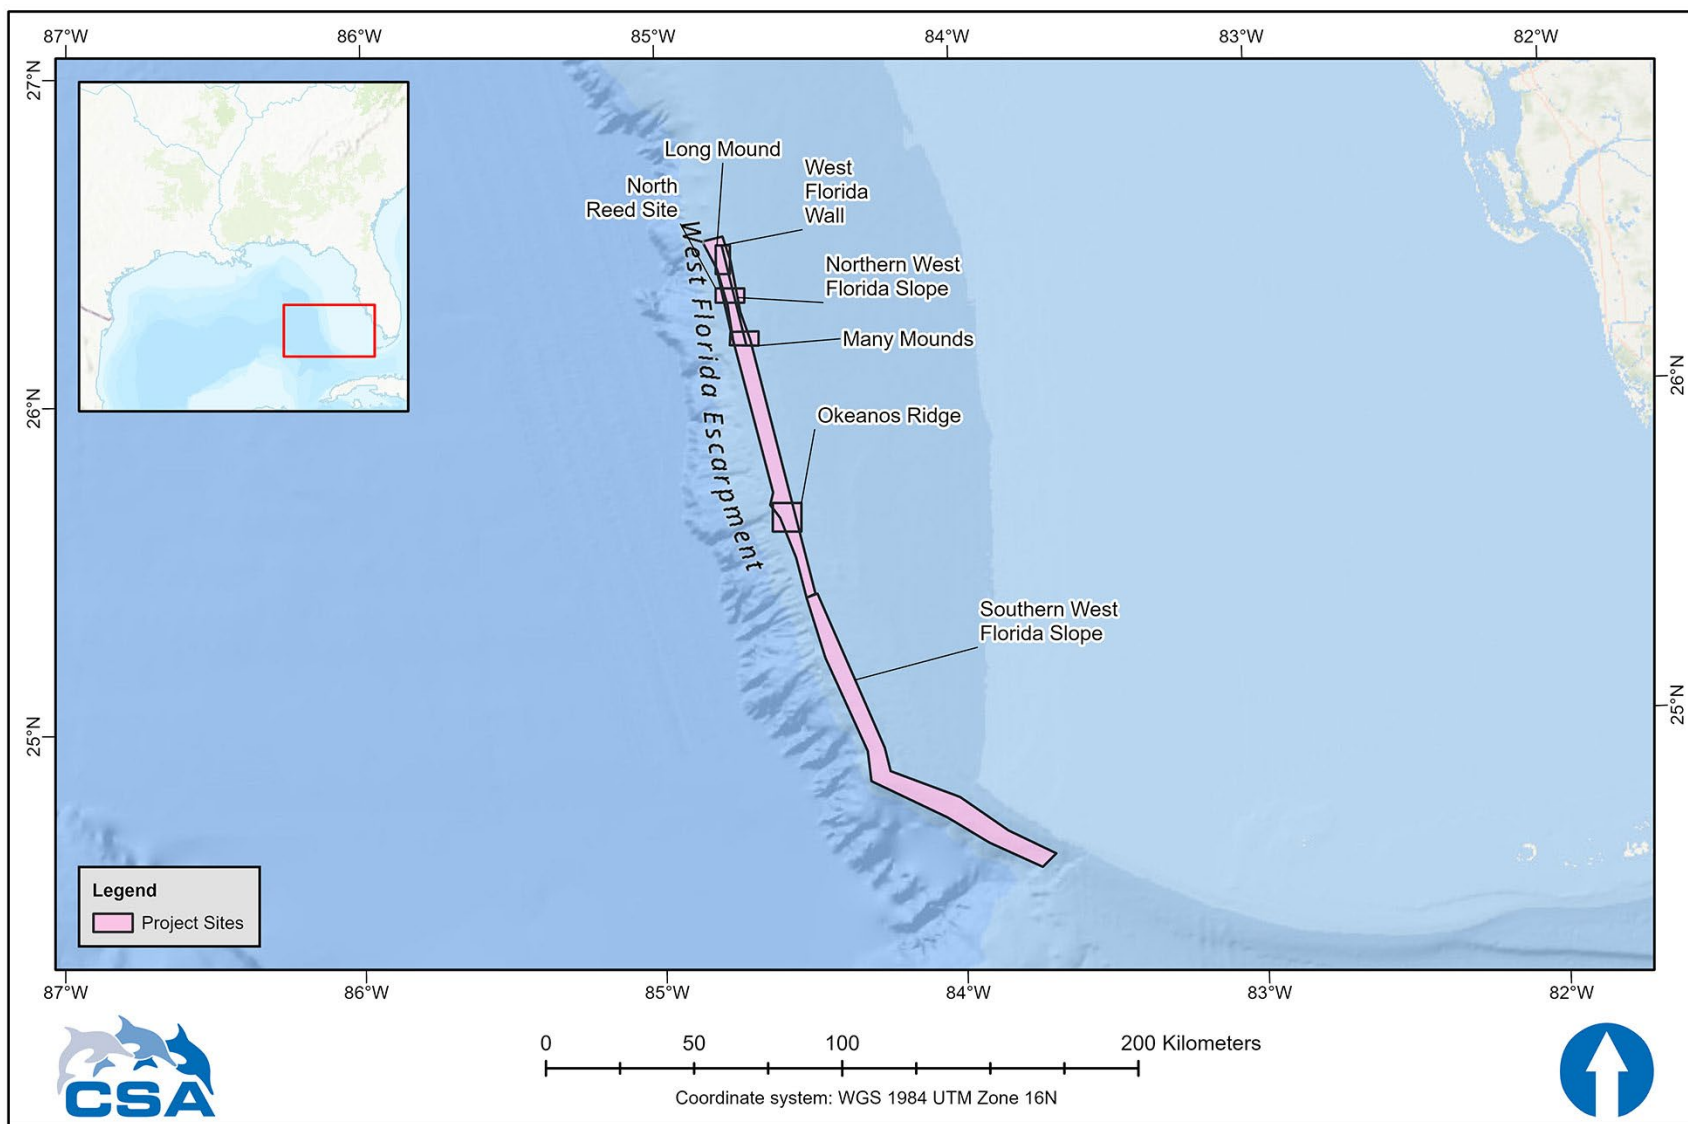 87°W
86°W
85°W
84°W
83°W
82°W
27°N
26°N
25°N
26°N
25°N
Long Mound
North
Reed Site
West
Florida
Wall
Northern West
Florida Slope
Many Mounds
West Florida Escarpment
Okeanos Ridge
Southern West
Florida Slope
Legend
Project Sites
87°W
86°W
85°W
84°W
83°W
82°W
CSA
0
50
100
200 Kilometers
Coordinate system: WGS 1984 UTM Zone 16N